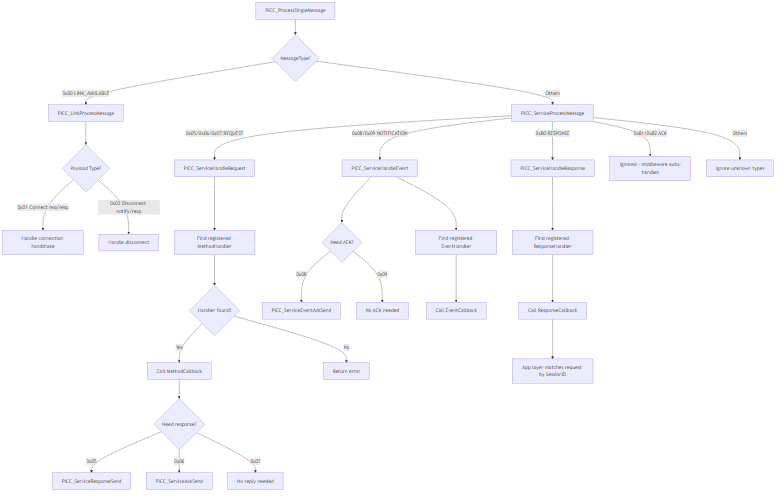 PICC_ProcessSingleMessage
MessageType?
0x00 LINK_AVAILABLE
Others
PICC_LinkProcessMessage
PICC_ServiceProcessMessage
0x05/0x06/0x07 REQUEST
0x08/0x09 NOTIFICATION
0x80 RESPONSE
0x81/0x82 ACK
Others
Payload Type?
PICC_ServiceHandleRequest
PICC_ServiceHandleEvent
PICC_ServiceHandleResponse
Ignored - middleware auto-
handles
Ignore unknown types
0x01 Connect req/resp
0x02 Disconnect
notify/resp
Handle connection
handshake
Handle disconnect
Find registered
MethodHandler
Need ACK?
Find registered
EventHandler
Find registered
ResponseHandler
0x08
0x09
Handler found?
PICC_ServiceEventAckSend
No ACK needed
Call EventCallback
Call ResponseCallback
Yes
No
Call MethodCallback
Return error
App layer matches request
by SessionID
Need response?
0x05
0x06
0x07
PICC_ServiceResponseSend
PICC_ServiceAckSend
No reply needed